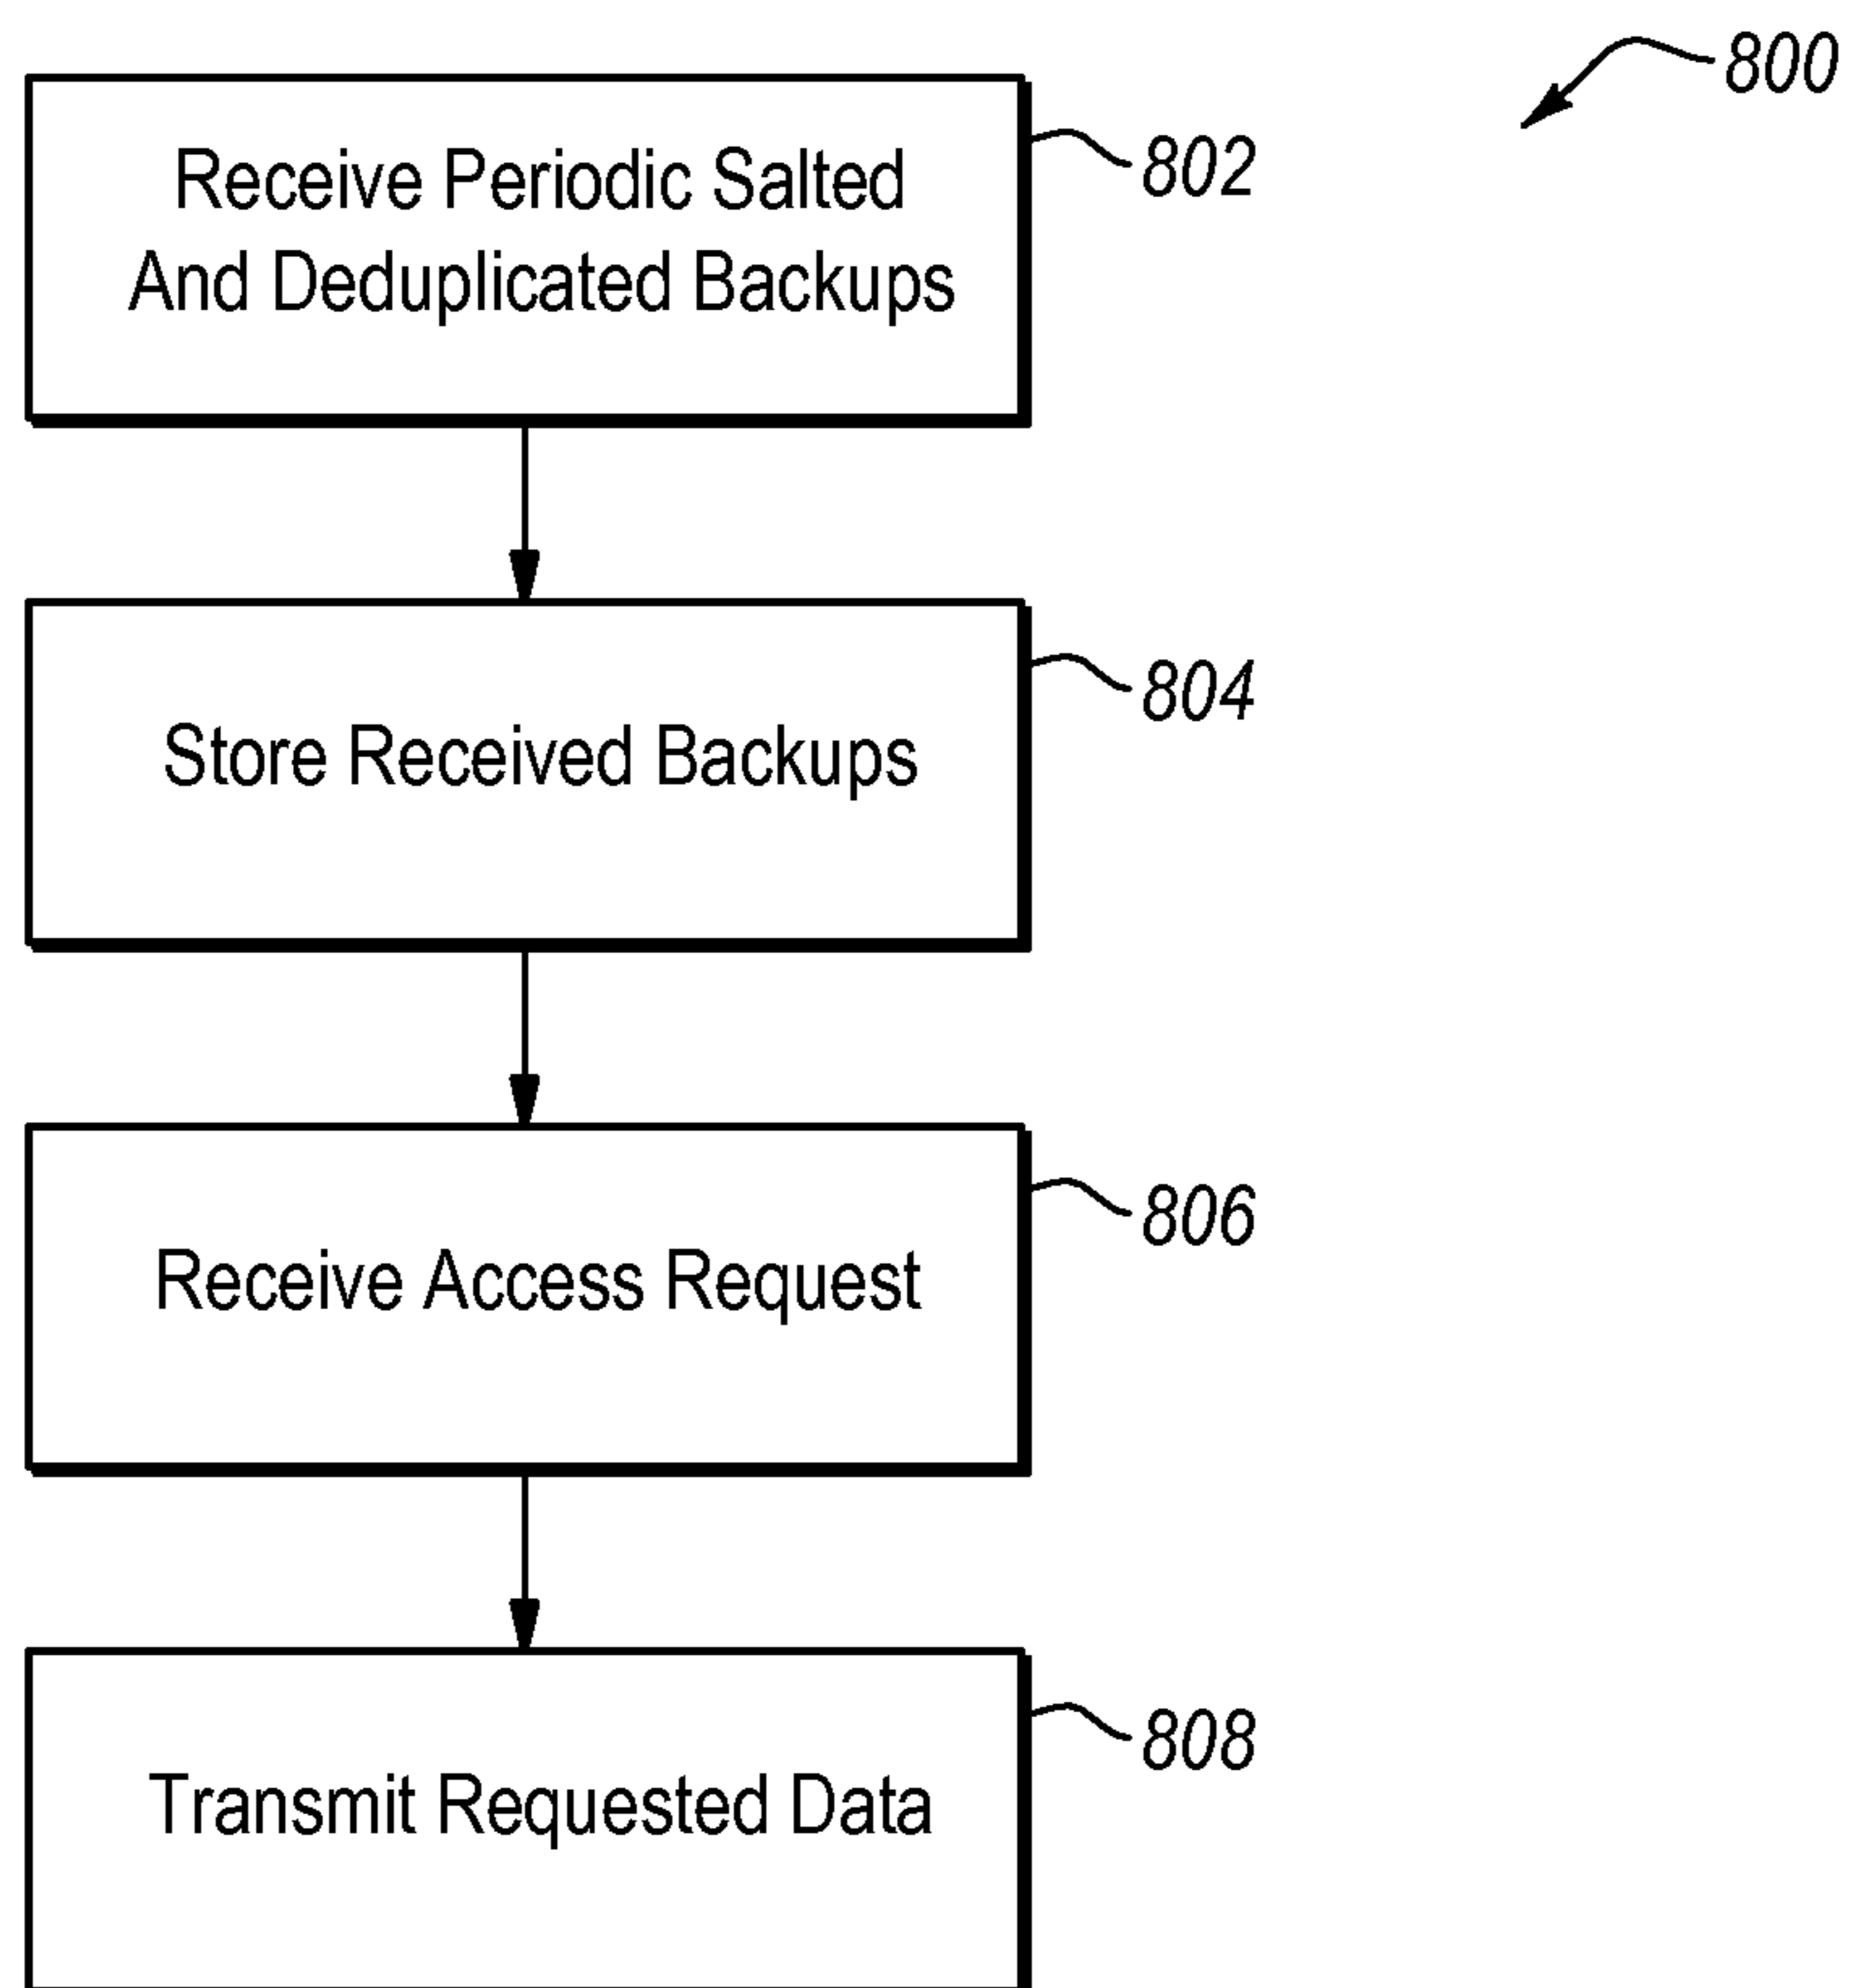 800
Receive Periodic Salted
And Deduplicated Backups
802
Store Received Backups
804
Receive Access Request
806
Transmit Requested Data
808